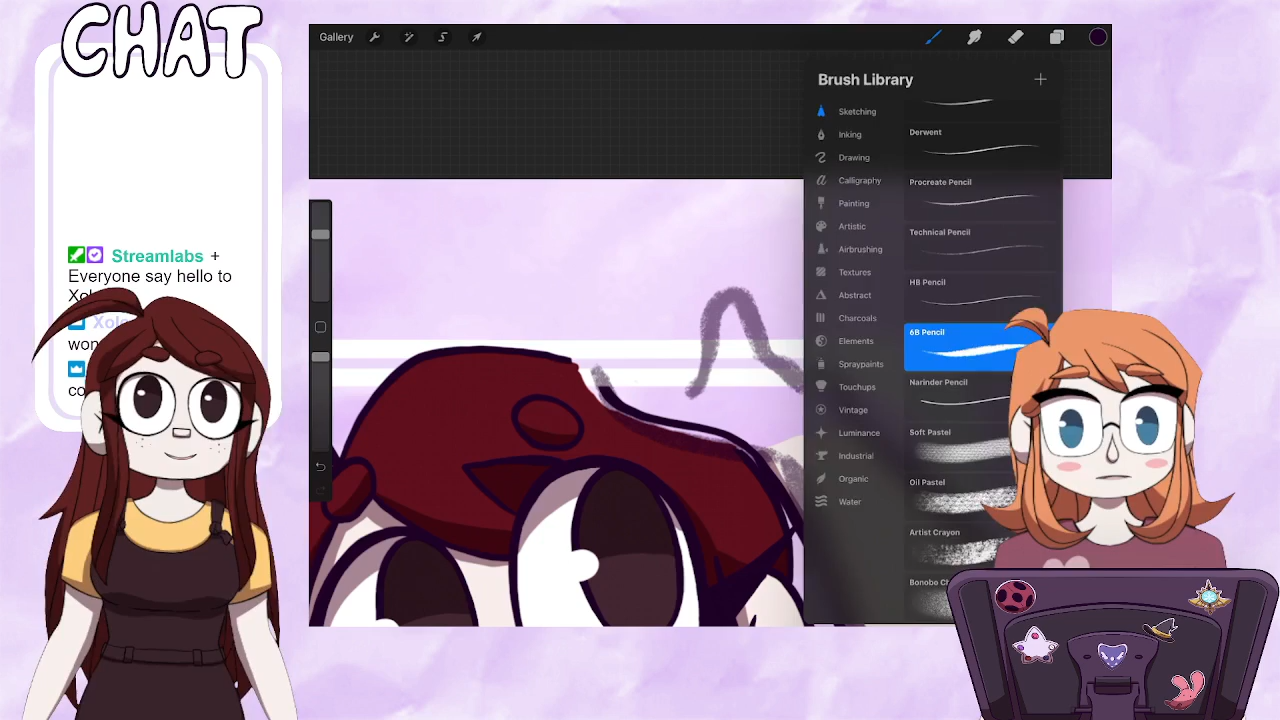 CHAT
Streamlabs +
Everyone say hello to
Gallery
Brush Library
Sketching
Inking
Drawing
Calligraphy
Painting
Artistic
Airbrushing
Textures
Abstract
Charcoals
Elements
Spraypaints
Touchups
Vintage
Luminance
Industrial
Organic
Water
Derwent
Procreate Pencil
Technical Pencil
HB Pencil
6B Pencil
Narinder Pencil
Soft Pastel
Oil Pastel
Artist Crayon